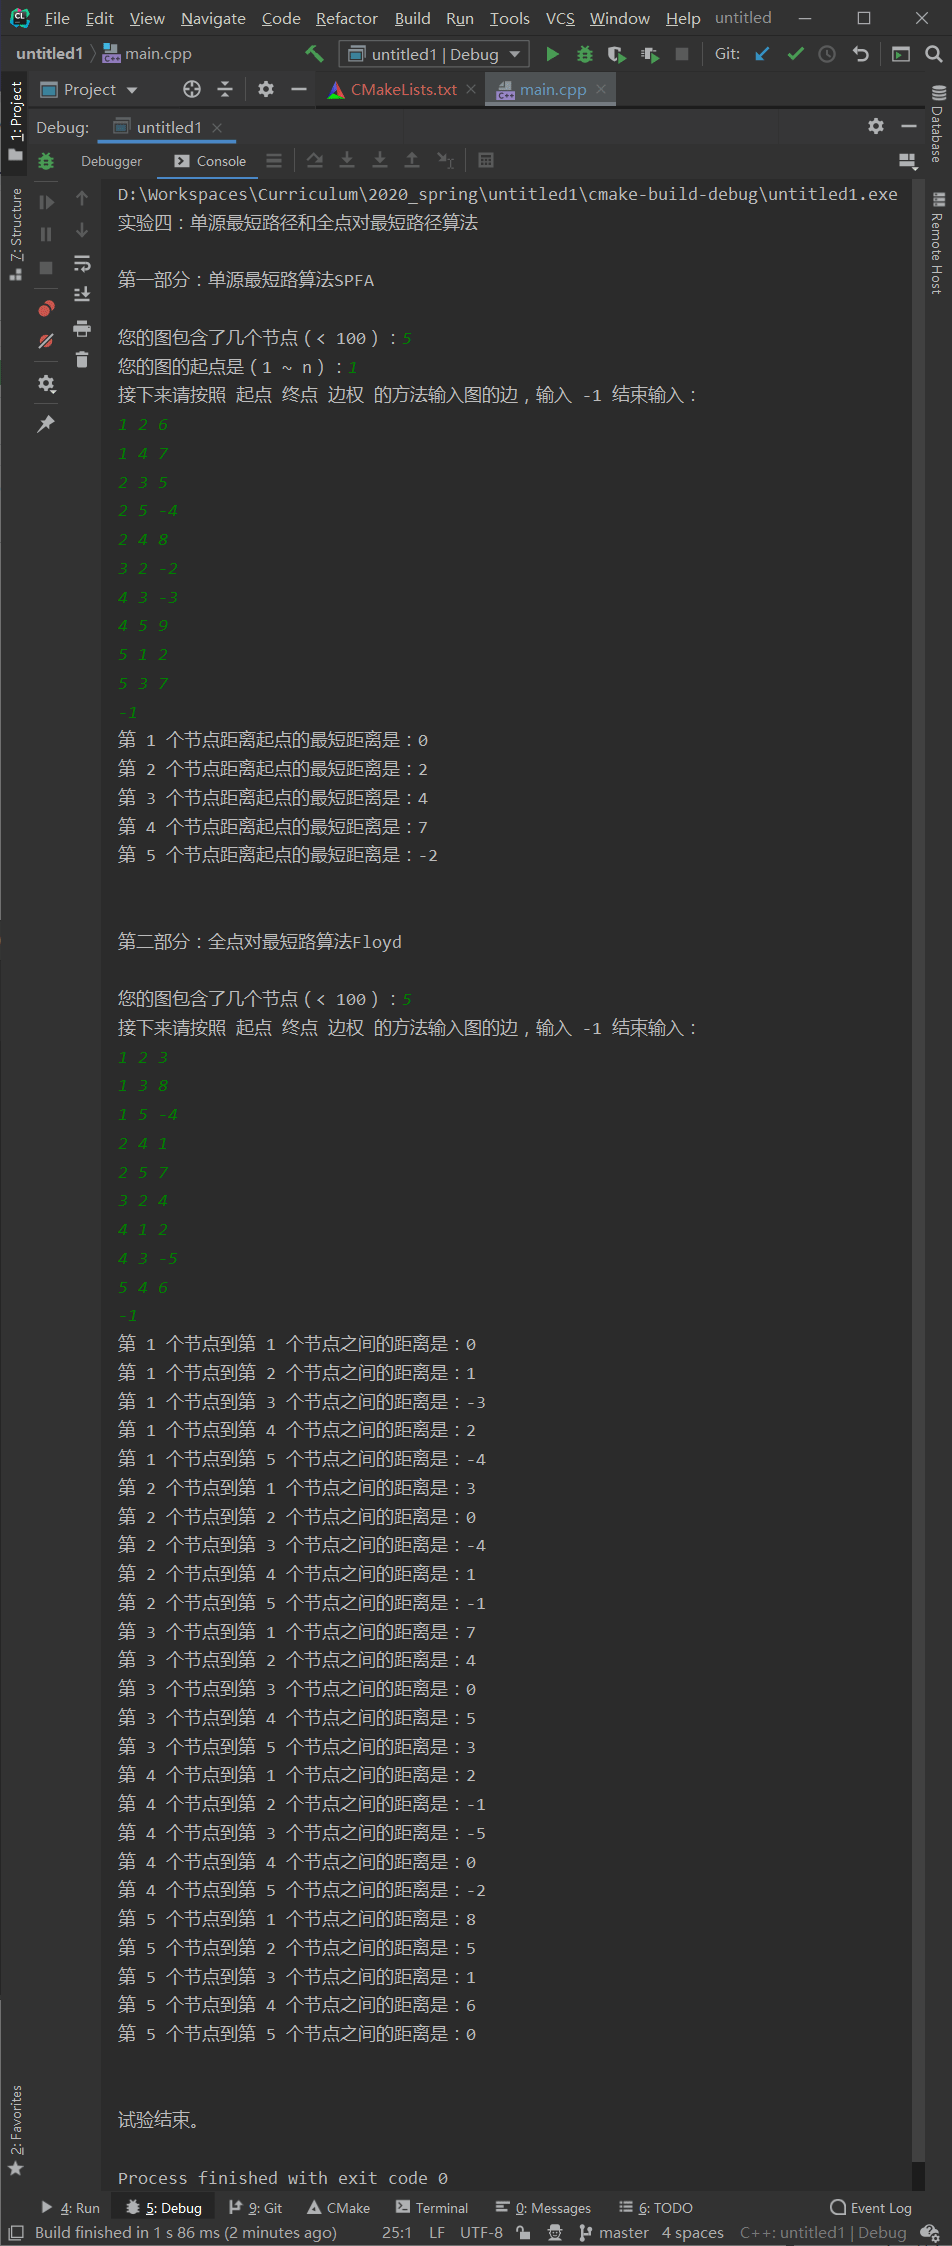 File Edit View Navigate Code Refactor Build Run Tools VCS Window Help untitled
untitled1 main.cpp untitled1 | Debug Git:
1: Project
Project CMakeLists.txt main.cpp
Database
Debug: untitled1
Debugger Console
7: Structure
Remote Host
D:\Workspaces\Curriculum\2020_spring\untitled1\cmake-build-debug\untitled1.exe
实验四：单源最短路径和全点对最短路径算法
第一部分：单源最短路算法SPFA
您的图包含了几个节点（< 100）：5
您的图的起点是（1 ~ n）：1
接下来请按照 起点 终点 边权 的方法输入图的边，输入 -1 结束输入：
1 2 6
1 4 7
2 3 5
2 5 -4
2 4 8
3 2 -2
4 3 -3
4 5 9
5 1 2
5 3 7
-1
第 1 个节点距离起点的最短距离是：0
第 2 个节点距离起点的最短距离是：2
第 3 个节点距离起点的最短距离是：4
第 4 个节点距离起点的最短距离是：7
第 5 个节点距离起点的最短距离是：-2
第二部分：全点对最短路算法Floyd
您的图包含了几个节点（< 100）：5
接下来请按照 起点 终点 边权 的方法输入图的边，输入 -1 结束输入：
1 2 3
1 3 8
1 5 -4
2 4 1
2 5 7
3 2 4
4 1 2
4 3 -5
5 4 6
-1
第 1 个节点到第 1 个节点之间的距离是：0
第 1 个节点到第 2 个节点之间的距离是：1
第 1 个节点到第 3 个节点之间的距离是：-3
第 1 个节点到第 4 个节点之间的距离是：2
第 1 个节点到第 5 个节点之间的距离是：-4
第 2 个节点到第 1 个节点之间的距离是：3
第 2 个节点到第 2 个节点之间的距离是：0
第 2 个节点到第 3 个节点之间的距离是：-4
第 2 个节点到第 4 个节点之间的距离是：1
第 2 个节点到第 5 个节点之间的距离是：-1
第 3 个节点到第 1 个节点之间的距离是：7
第 3 个节点到第 2 个节点之间的距离是：4
第 3 个节点到第 3 个节点之间的距离是：0
第 3 个节点到第 4 个节点之间的距离是：5
第 3 个节点到第 5 个节点之间的距离是：3
第 4 个节点到第 1 个节点之间的距离是：2
第 4 个节点到第 2 个节点之间的距离是：-1
第 4 个节点到第 3 个节点之间的距离是：-5
第 4 个节点到第 4 个节点之间的距离是：0
第 4 个节点到第 5 个节点之间的距离是：-2
第 5 个节点到第 1 个节点之间的距离是：8
第 5 个节点到第 2 个节点之间的距离是：5
第 5 个节点到第 3 个节点之间的距离是：1
第 5 个节点到第 4 个节点之间的距离是：6
第 5 个节点到第 5 个节点之间的距离是：0
试验结束。
2: Favorites
Process finished with exit code 0
4: Run 5: Debug 9: Git CMake Terminal 0: Messages 6: TODO Event Log
Build finished in 1 s 86 ms (2 minutes ago) 25:1 LF UTF-8 master 4 spaces C++: untitled1 | Debug